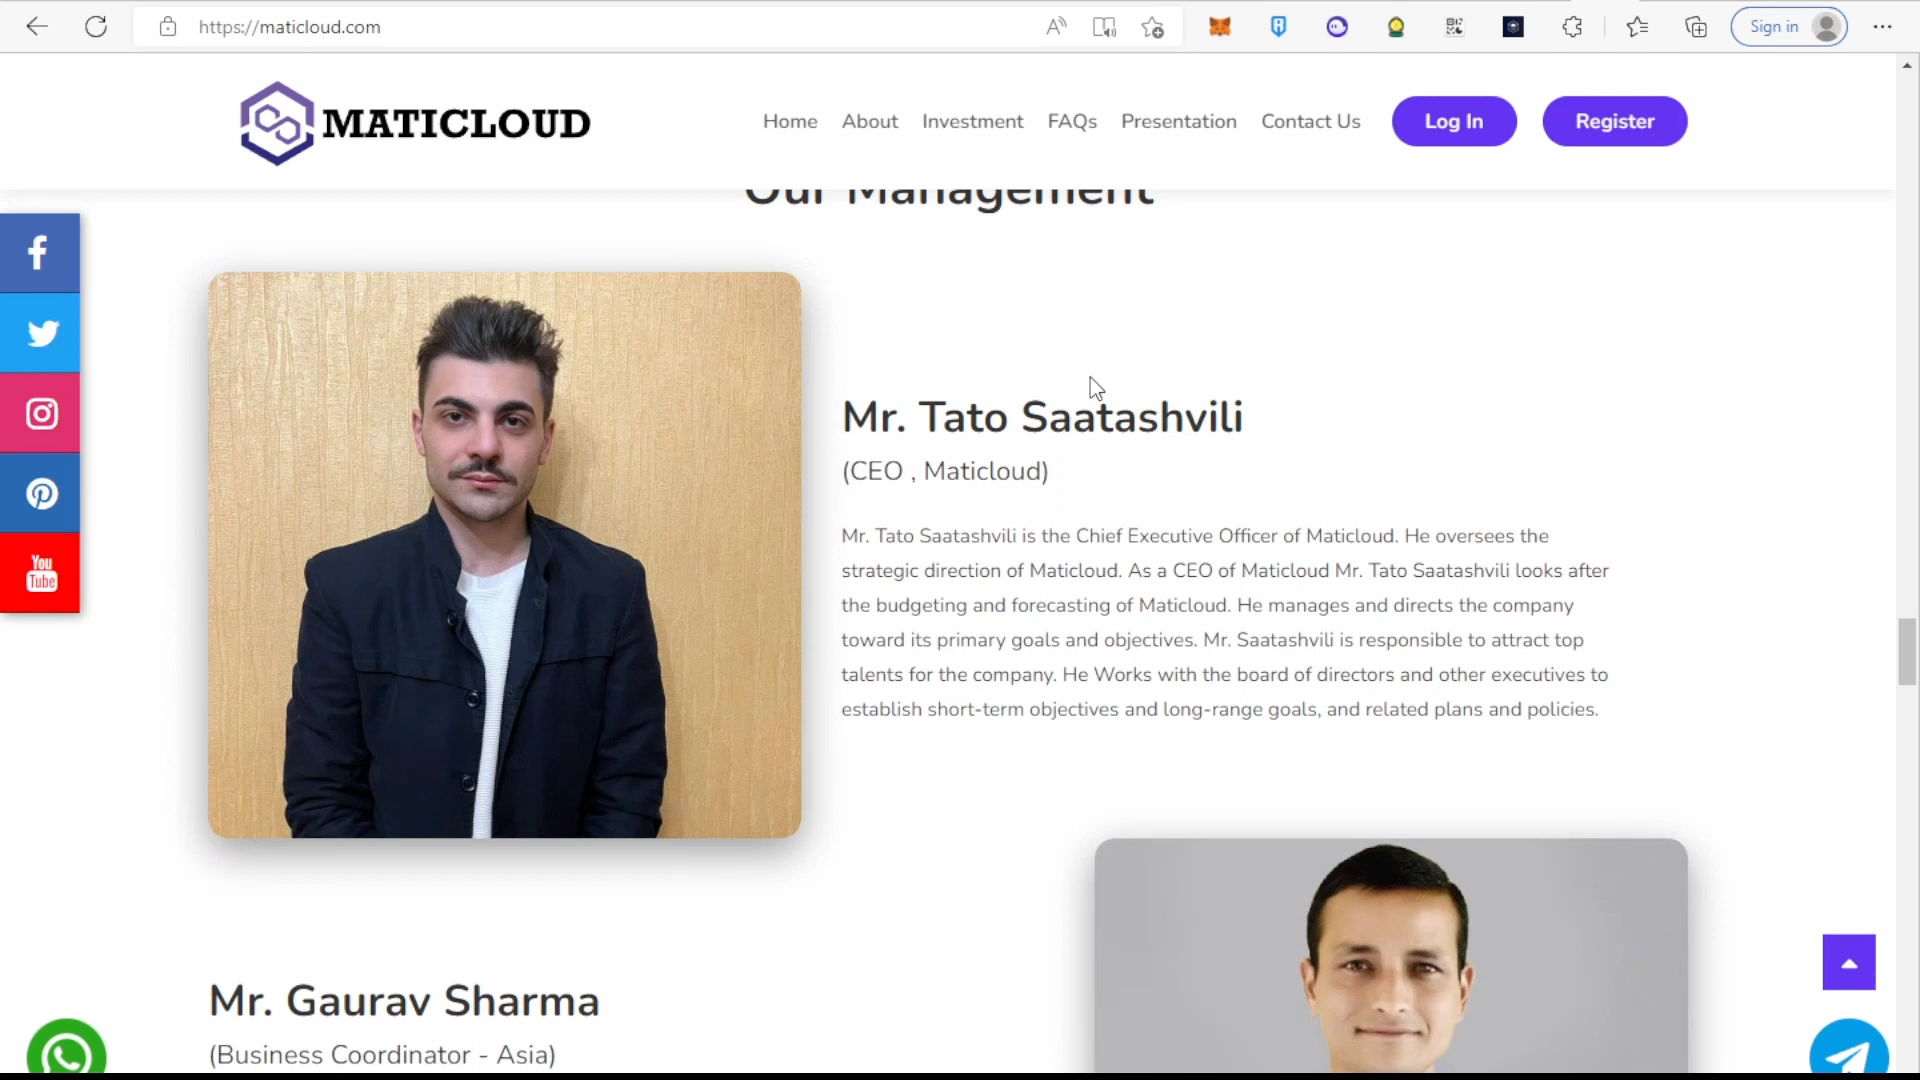 https://maticloud.com
Sign in
MATICLOUD
Home About Investment FAQs Presentation Contact Us Log In Register
Our Management
Mr. Tato Saatashvili
(CEO , Maticloud)
Mr. Tato Saatashvili is the Chief Executive Officer of Maticloud. He oversees the
strategic direction of Maticloud. As a CEO of Maticloud Mr. Tato Saatashvili looks after
the budgeting and forecasting of Maticloud. He manages and directs the company
toward its primary goals and objectives. Mr. Saatashvili is responsible to attract top
talents for the company. He Works with the board of directors and other executives to
establish short-term objectives and long-range goals, and related plans and policies.
You
Tube
Mr. Gaurav Sharma
(Business Coordinator - Asia)